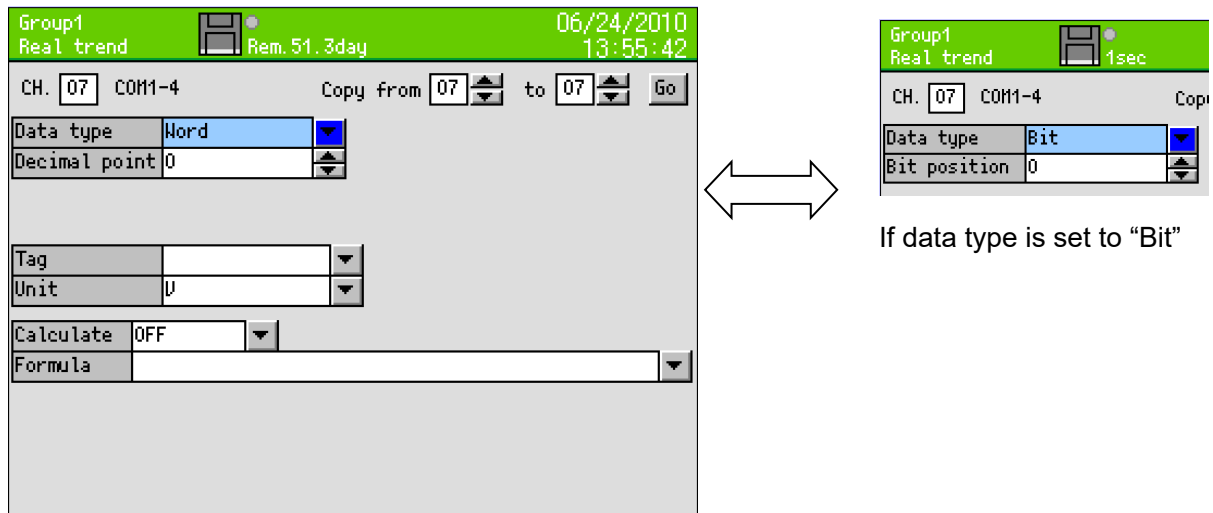 Group1 06/24/2010
Real trend Rem.51.3day 13:55:42
CH. 07 COM1-4 Copy from 07 to 07 Go
Data type Word
Decimal point 0
Tag
Unit V
Calculate OFF
Formula
Group1
Real trend 1sec
CH. 07 COM1-4
Data type Bit
Bit position 0
If data type is set to “Bit”